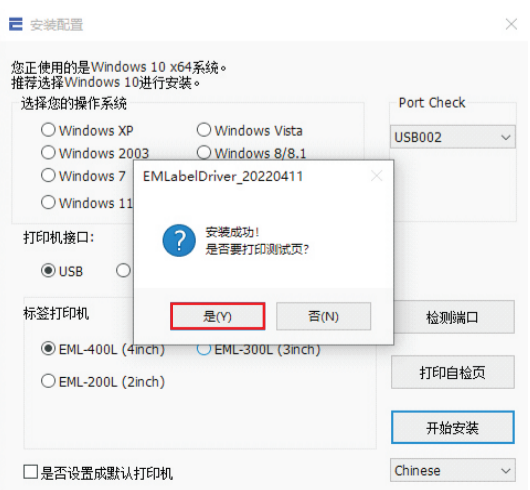 安装配置
您正使用的是Windows 10 x64系统。
推荐选择Windows 10进行安装。
选择您的操作系统
Port Check
Windows XP
Windows Vista
USB002
Windows 2003
Windows 8/8.1
Windows 7
EMLabelDriver_20220411
Windows 11
安装成功!
是否要打印测试页?
打印机接口:
USB
是(Y)
否(N)
标签打印机
检测端口
EML-400L (4inch)
EML-300L (3inch)
EML-200L (2inch)
打印自检页
开始安装
是否设置成默认打印机
Chinese